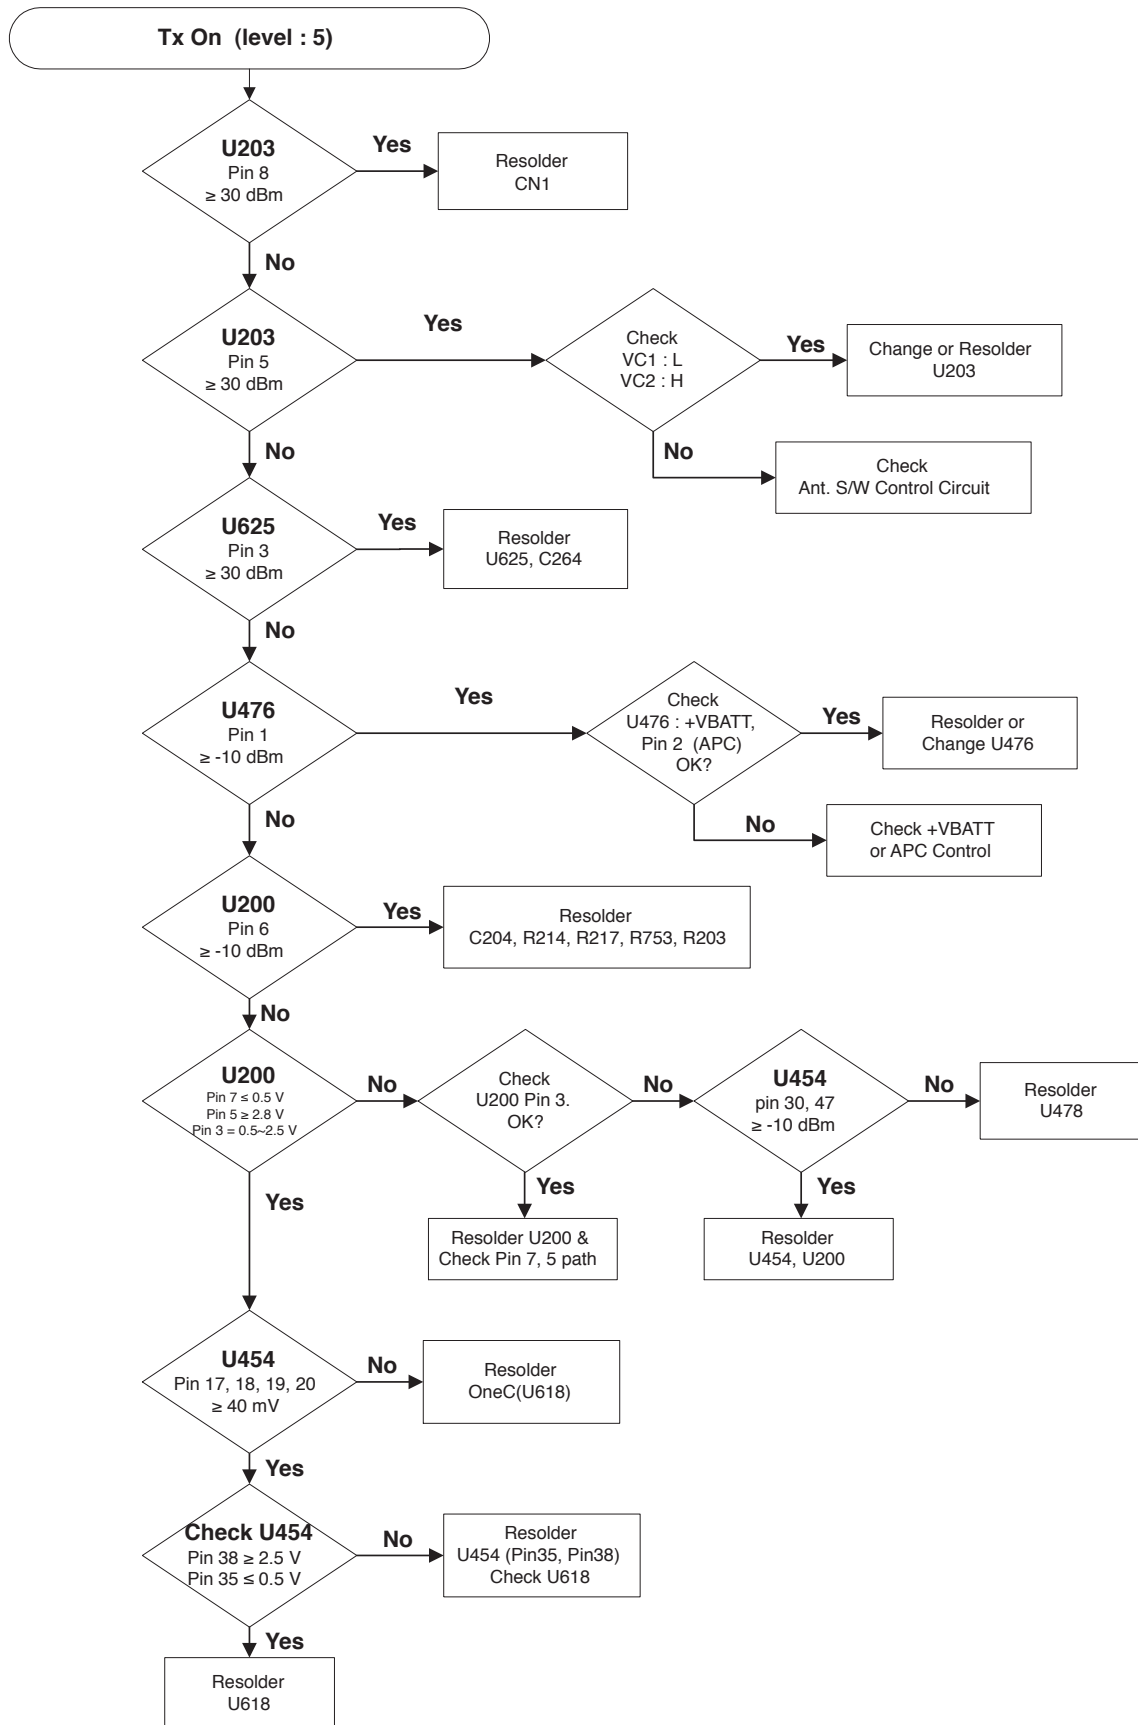 Tx On (level : 5)
U203
Pin 8
≥ 30 dBm
Yes
Resolder
CN1
No
U203
Pin 5
≥ 30 dBm
Yes
Check
VC1 : L
VC2 : H
Yes
Change or Resolder
U203
No
No
Check
Ant. S/W Control Circuit
U625
Pin 3
≥ 30 dBm
Yes
Resolder
U625, C264
No
U476
Pin 1
≥ -10 dBm
Yes
Check
U476 : +VBATT,
Pin 2 (APC)
OK?
Yes
Resolder or
Change U476
No
No
Check +VBATT
or APC Control
U200
Pin 6
≥ -10 dBm
Yes
Resolder
C204, R214, R217, R753, R203
No
U200
Pin 7 ≤ 0.5 V
Pin 5 ≥ 2.8 V
Pin 3 = 0.5~2.5 V
No
Check
U200 Pin 3.
OK?
No
U454
pin 30, 47
≥ -10 dBm
No
Resolder
U478
Yes
Yes
Yes
Resolder U200 &
Check Pin 7, 5 path
Resolder
U454, U200
U454
Pin 17, 18, 19, 20
≥ 40 mV
No
Resolder
OneC(U618)
Yes
Check U454
Pin 38 ≥ 2.5 V
Pin 35 ≤ 0.5 V
No
Resolder
U454 (Pin35, Pin38)
Check U618
Yes
Resolder
U618